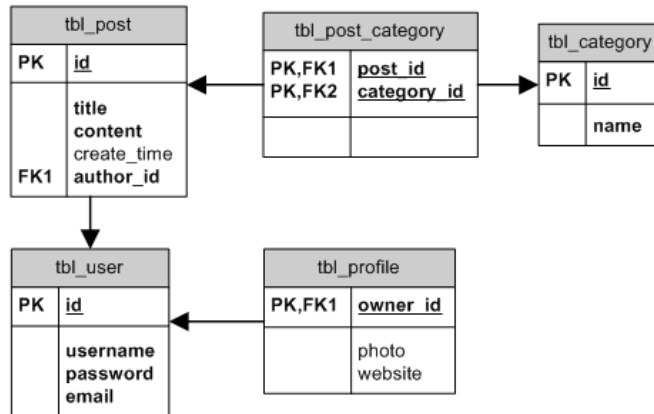 tbl_post
PK id
title
content
create_time
FK1 author_id
tbl_post_category
PK,FK1 post_id
PK,FK2 category_id
tbl_category
PK id
name
tbl_user
PK id
username
password
email
tbl_profile
PK,FK1 owner_id
photo
website